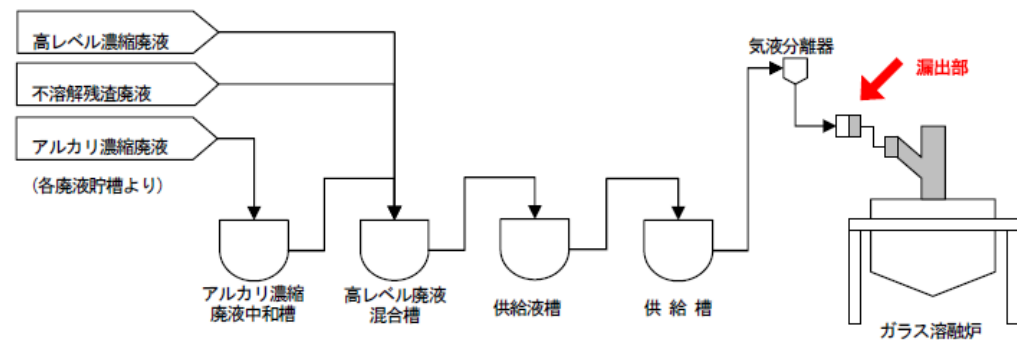 高レベル濃縮廃液
不溶解残渣廃液
アルカリ濃縮廃液
(各廃液貯槽より)
気液分離器
漏出部
アルカリ濃縮
廃液中和槽
高レベル廃液
混合槽
供給液槽
供 給 槽
ガラス溶融炉